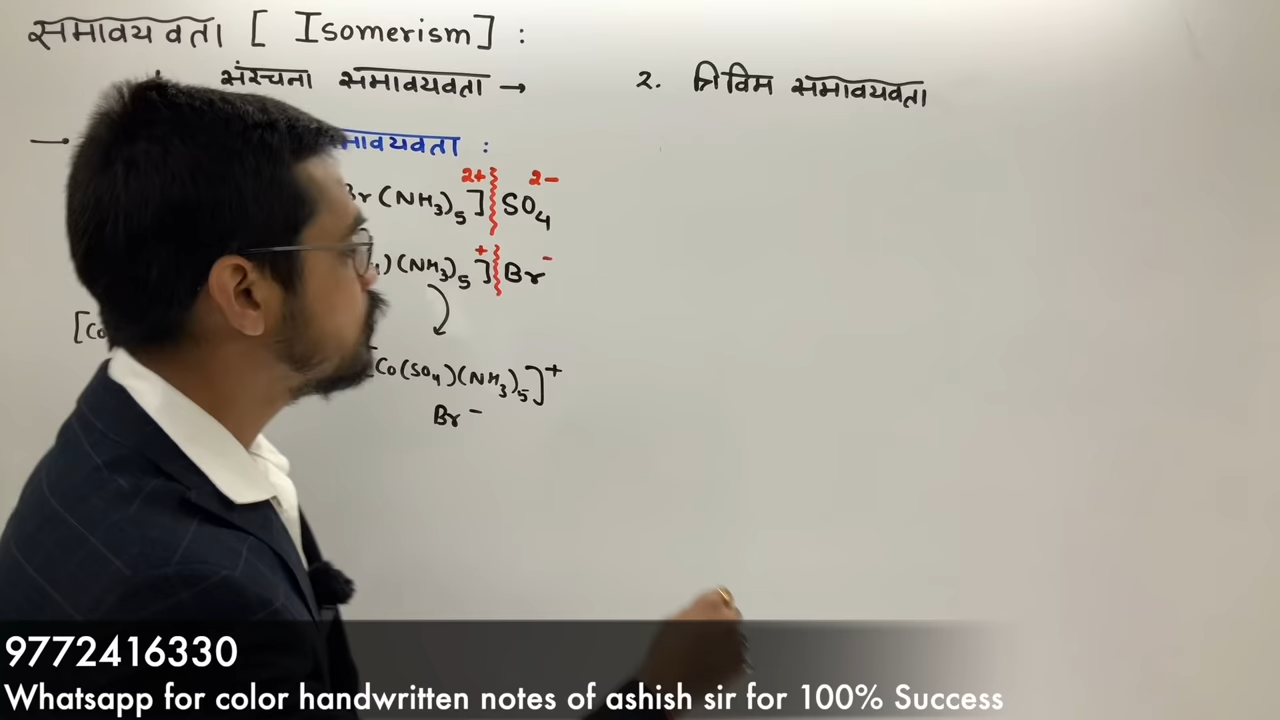 समावयवता [ Isomerism ] :
संरचना समावयवता →
2. त्रिविम समावयवता
→ मावयवता :
Br(NH3)5]2+ SO4 2-
)(NH3)5]+ Br-
[Co
[Co(SO4)(NH3)5]+
Br -
9772416330
Whatsapp for color handwritten notes of ashish sir for 100% Success